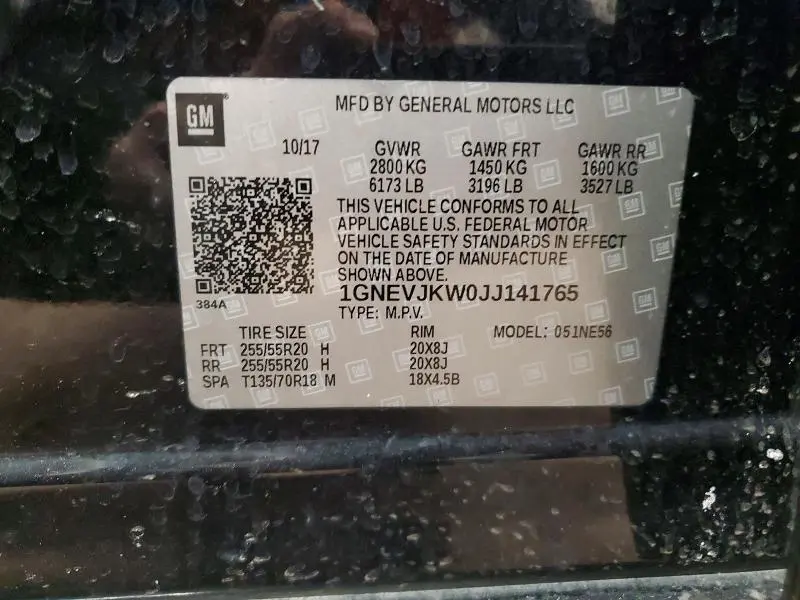 GM
MFD BY GENERAL MOTORS LLC
10/17 GVWR GAWR FRT GAWR RR
2800 KG 1450 KG 1600 KG
6173 LB 3196 LB 3527 LB
THIS VEHICLE CONFORMS TO ALL
APPLICABLE U.S. FEDERAL MOTOR
VEHICLE SAFETY STANDARDS IN EFFECT
ON THE DATE OF MANUFACTURE
SHOWN ABOVE.
384A
1GNEVJKW0JJ141765
TYPE: M.P.V.
TIRE SIZE RIM MODEL: 051NE56
FRT 255/55R20 H 20X8J
RR 255/55R20 H 20X8J
SPA T135/70R18 M 18X4.5B